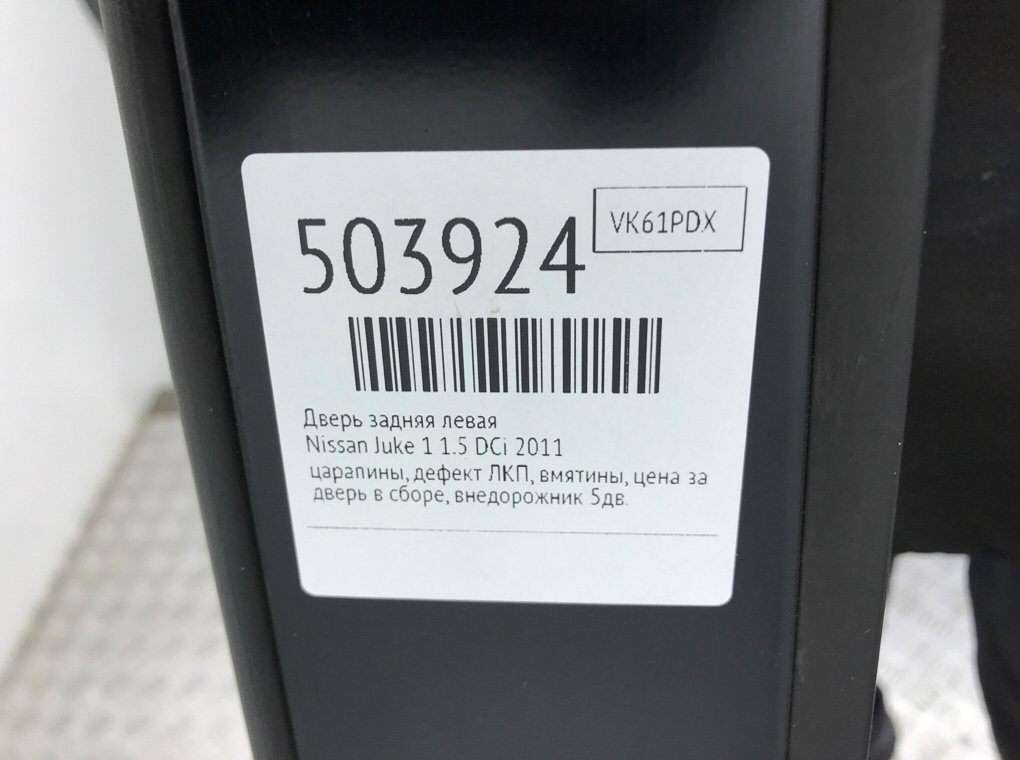 503924
VK61PDX
Дверь задняя левая
Nissan Juke 1 1.5 DCi 2011
царапины, дефект ЛКП, вмятины, цена за
дверь в сборе, внедорожник 5дв.